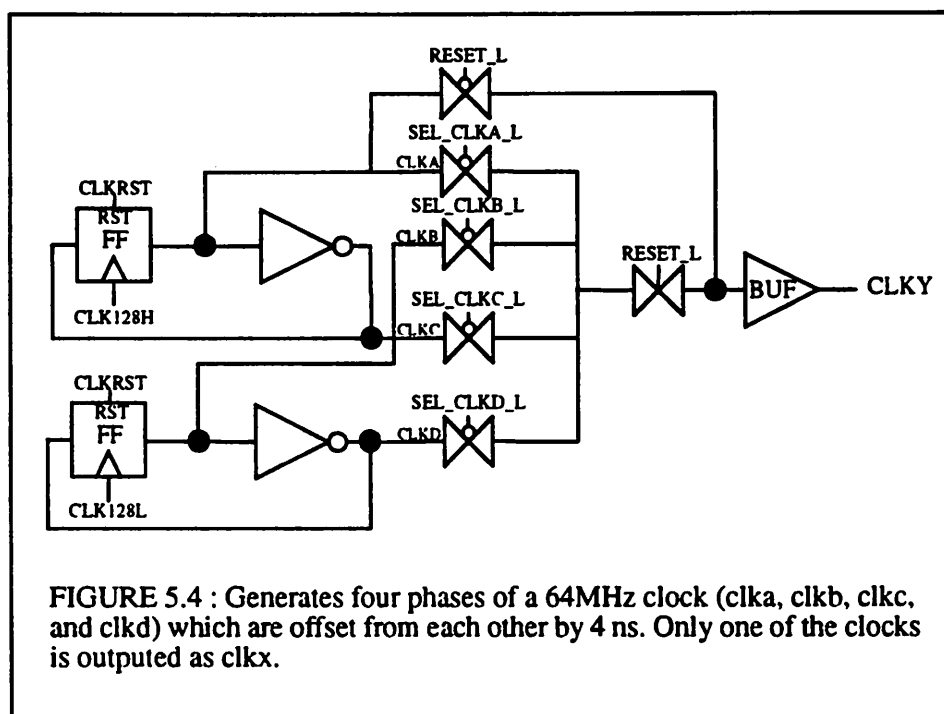 RESET_L
SEL_CLKA_L
CLKA
CLKRST
RST
FF
CLK128H
SEL_CLKB_L
CLKB
RESET_L
BUF
CLKY
SEL_CLKC_L
CLKC
CLKRST
RST
FF
CLK128L
SEL_CLKD_L
CLKD
FIGURE 5.4 : Generates four phases of a 64MHz clock (clka, clkb, clkc,
and clkd) which are offset from each other by 4 ns. Only one of the clocks
is outputed as clkx.